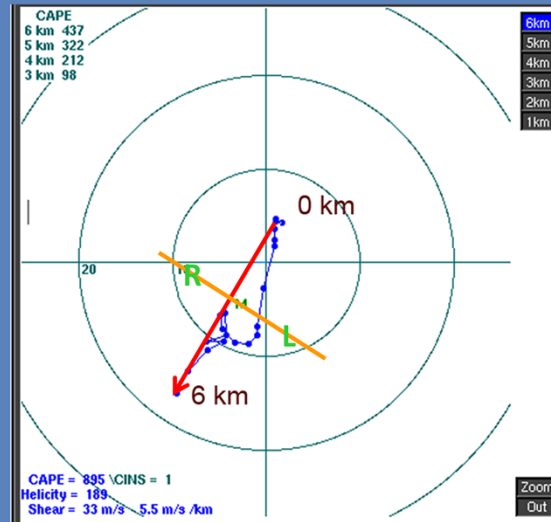 CAPE
6 km 437
5 km 322
4 km 212
3 km 98
6km
5km
4km
3km
2km
1km
0 km
20
R
M
L
6 km
CAPE = 895 \CINS = 1
Helicity = 189
Shear = 33 m/s 5.5 m/s /km
Zoom
Out